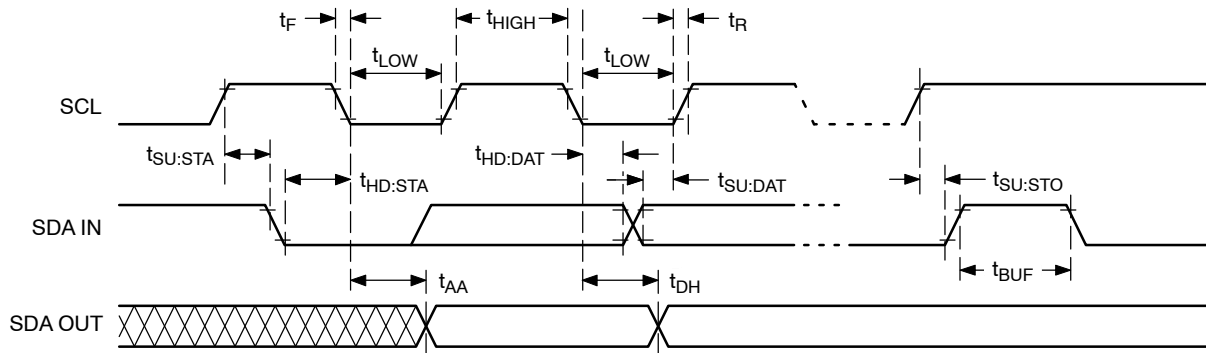 tF
tHIGH
tR
tLOW
tLOW
SCL
tSU:STA
tHD:STA
tHD:DAT
tSU:DAT
tSU:STO
SDA IN
tAA
tDH
tBUF
SDA OUT